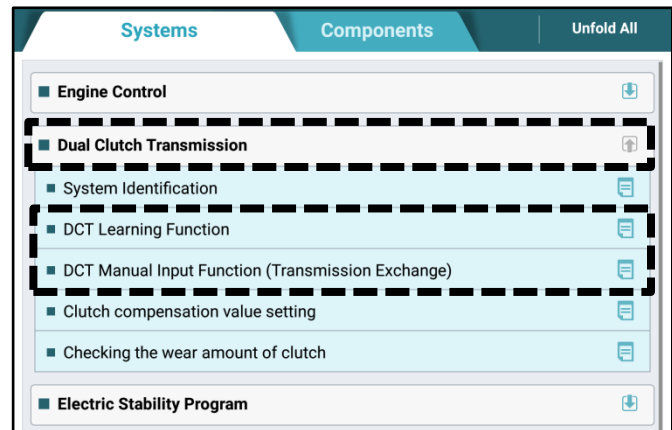 Systems
Components
Unfold All
Engine Control
Dual Clutch Transmission
System Identification
DCT Learning Function
DCT Manual Input Function (Transmission Exchange)
Clutch compensation value setting
Checking the wear amount of clutch
Electric Stability Program